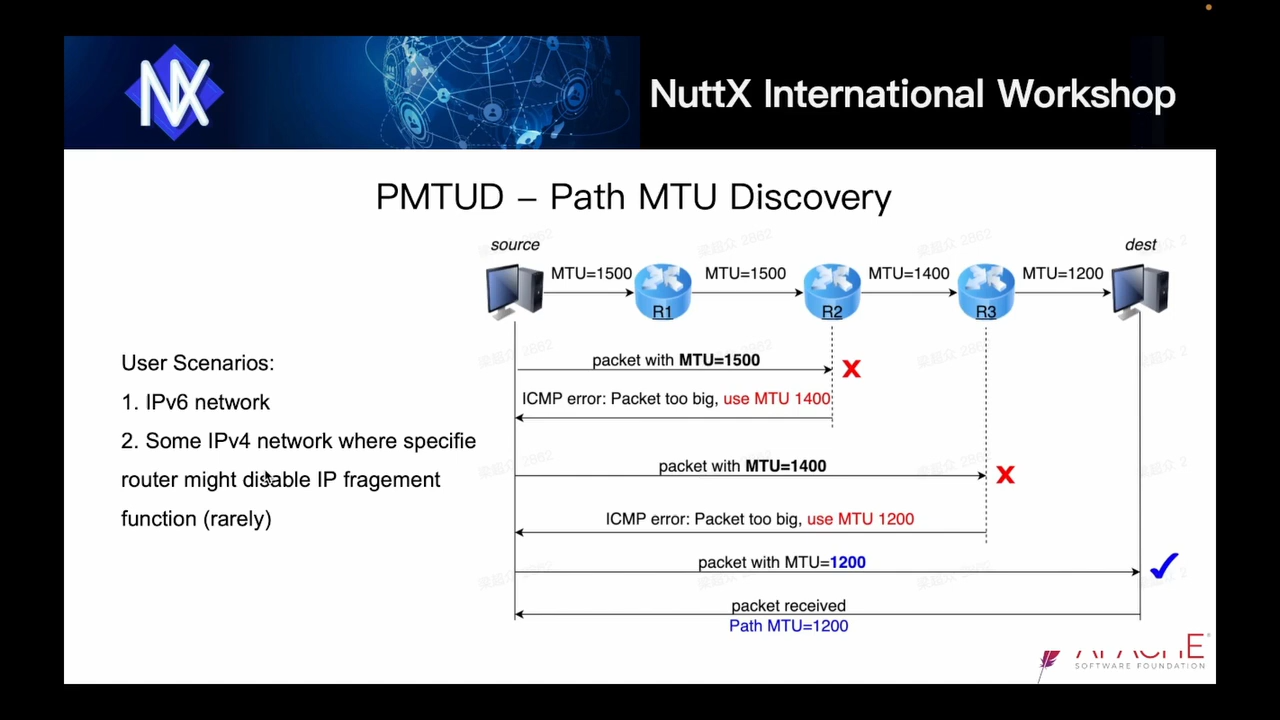 NX
NuttX International Workshop
PMTUD – Path MTU Discovery
source
dest
MTU=1500
MTU=1500
MTU=1400
MTU=1200
R1
R2
R3
packet with MTU=1500
X
ICMP error: Packet too big, use MTU 1400
packet with MTU=1400
X
ICMP error: Packet too big, use MTU 1200
packet with MTU=1200
packet received
Path MTU=1200
User Scenarios:
1. IPv6 network
2. Some IPv4 network where specifie
router might disable IP fragement
function (rarely)
APACHE
SOFTWARE FOUNDATION